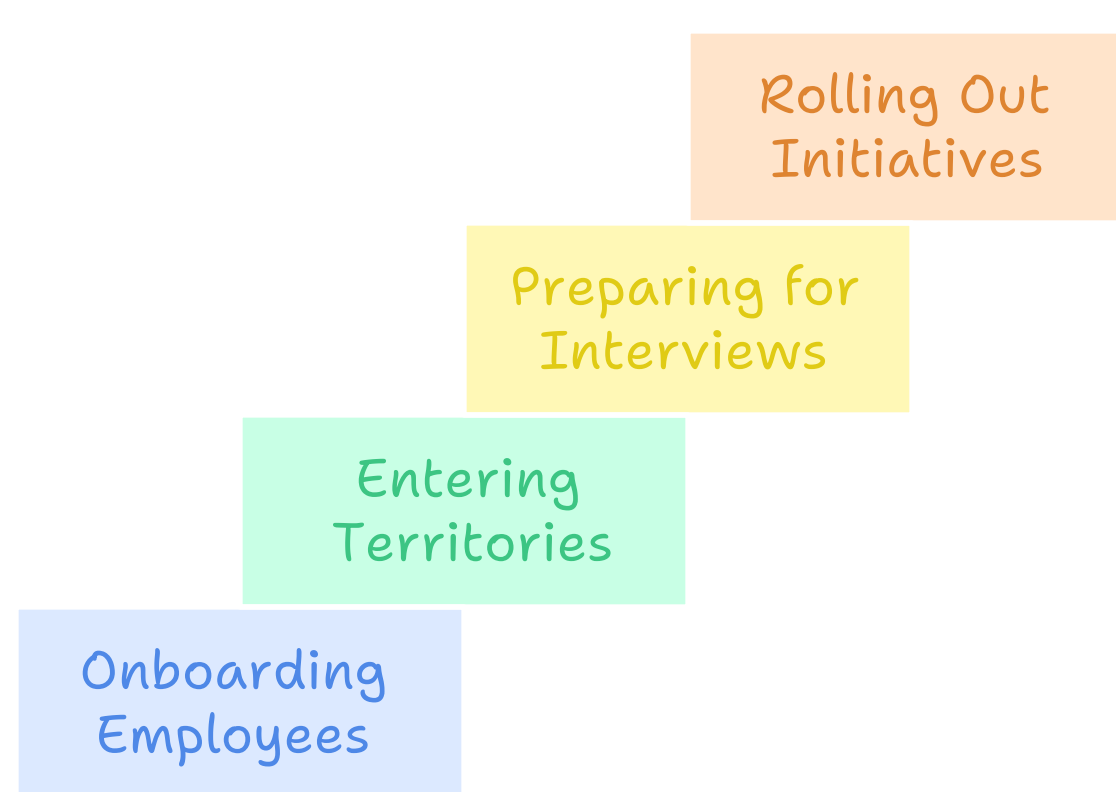 Rolling Out
Initiatives
Preparing for
Interviews
Entering
Territories
Onboarding
Employees